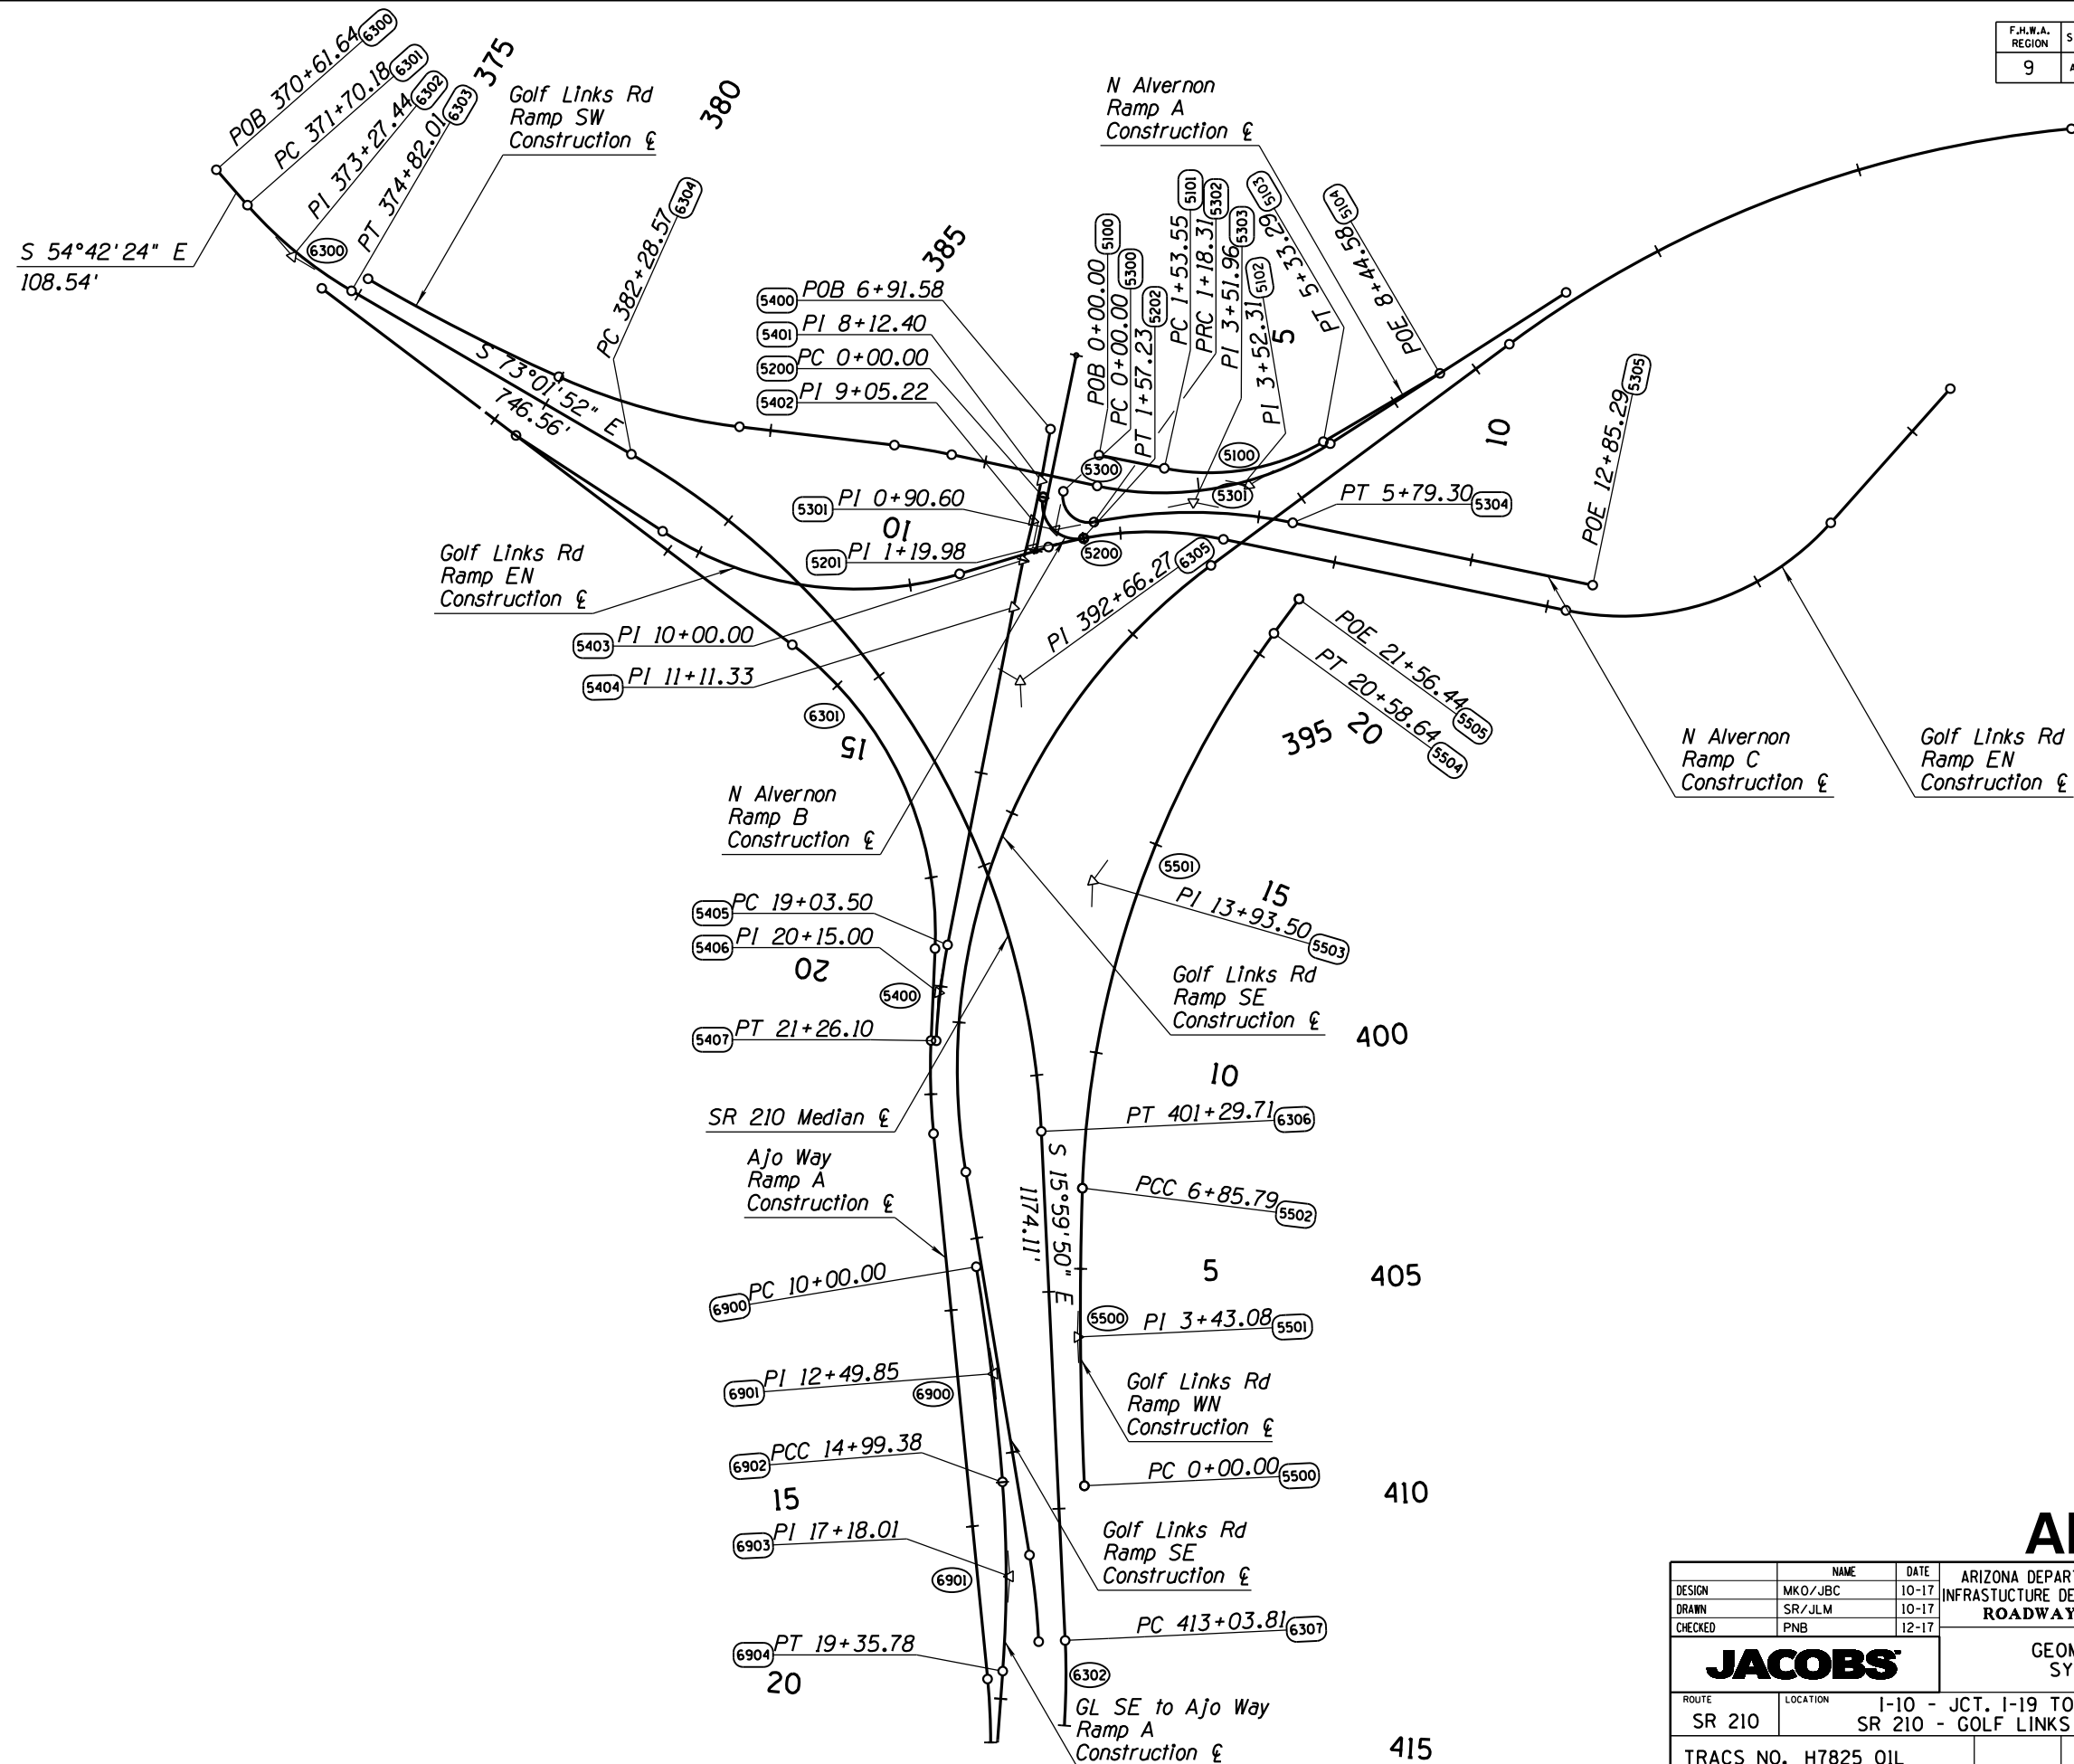 F.H.W.A.
REGION
9
POB 370+61.64 6300
PC 371+70.18 6301
PI 373+27.44 6302
PT 374+82.01 6303
375
Golf Links Rd
Ramp SW
Construction ℄
380
N Alvernon
Ramp A
Construction ℄
S 54°42'24" E
108.54'
6300
PC 382+28.57 6304
385
5400 POB 6+91.58
5401 PI 8+12.40
5200 PC 0+00.00
5402 PI 9+05.22
POB 0+00.00 5100
PC 0+00.00 5300
PT 1+57.23 5202
PC 1+53.55 5101
PRC 1+18.31 5302
PI 3+51.96 5303
PI 3+52.31 5102
5
PT 5+33.29 5103
POE 8+44.58 5104
S 73°01'52" E
746.56'
5300
5100
5301
10
POE 12+85.29 5305
5301 PI 0+90.60
10
5201 PI 1+19.98
5200
PT 5+79.30 5304
Golf Links Rd
Ramp EN
Construction ℄
PI 392+66.27 6305
5403 PI 10+00.00
5404 PI 11+11.33
6301
15
POE 21+56.44 5505
PT 20+58.64 5504
395
20
N Alvernon
Ramp C
Construction ℄
Golf Links Rd
Ramp EN
Construction ℄
N Alvernon
Ramp B
Construction ℄
5501
15
PI 13+93.50 5503
5405 PC 19+03.50
5406 PI 20+15.00
20
5400
5407 PT 21+26.10
Golf Links Rd
Ramp SE
Construction ℄
400
10
SR 210 Median ℄
PT 401+29.71 6306
Ajo Way
Ramp A
Construction ℄
S 15°59'50" E
1174.11'
PCC 6+85.79 5502
5
405
6900 PC 10+00.00
5500
PI 3+43.08 5501
6901 PI 12+49.85
6900
Golf Links Rd
Ramp WN
Construction ℄
6902 PCC 14+99.38
15
PC 0+00.00 5500
410
6903 PI 17+18.01
6901
Golf Links Rd
Ramp SE
Construction ℄
PC 413+03.81 6307
6904 PT 19+35.78
20
6302
GL SE to Ajo Way
Ramp A
Construction ℄
415
NAME DATE
DESIGN MKO/JBC 10-17
DRAWN SR/JLM 10-17
CHECKED PNB 12-17
ARIZONA DEPAR
INFRASTUCTURE DE
ROADWAY
JACOBS
GEOM
SY
ROUTE
SR 210
LOCATION
I-10 - JCT. I-19 TO
SR 210 - GOLF LINKS
TRACS NO. H7825 01L